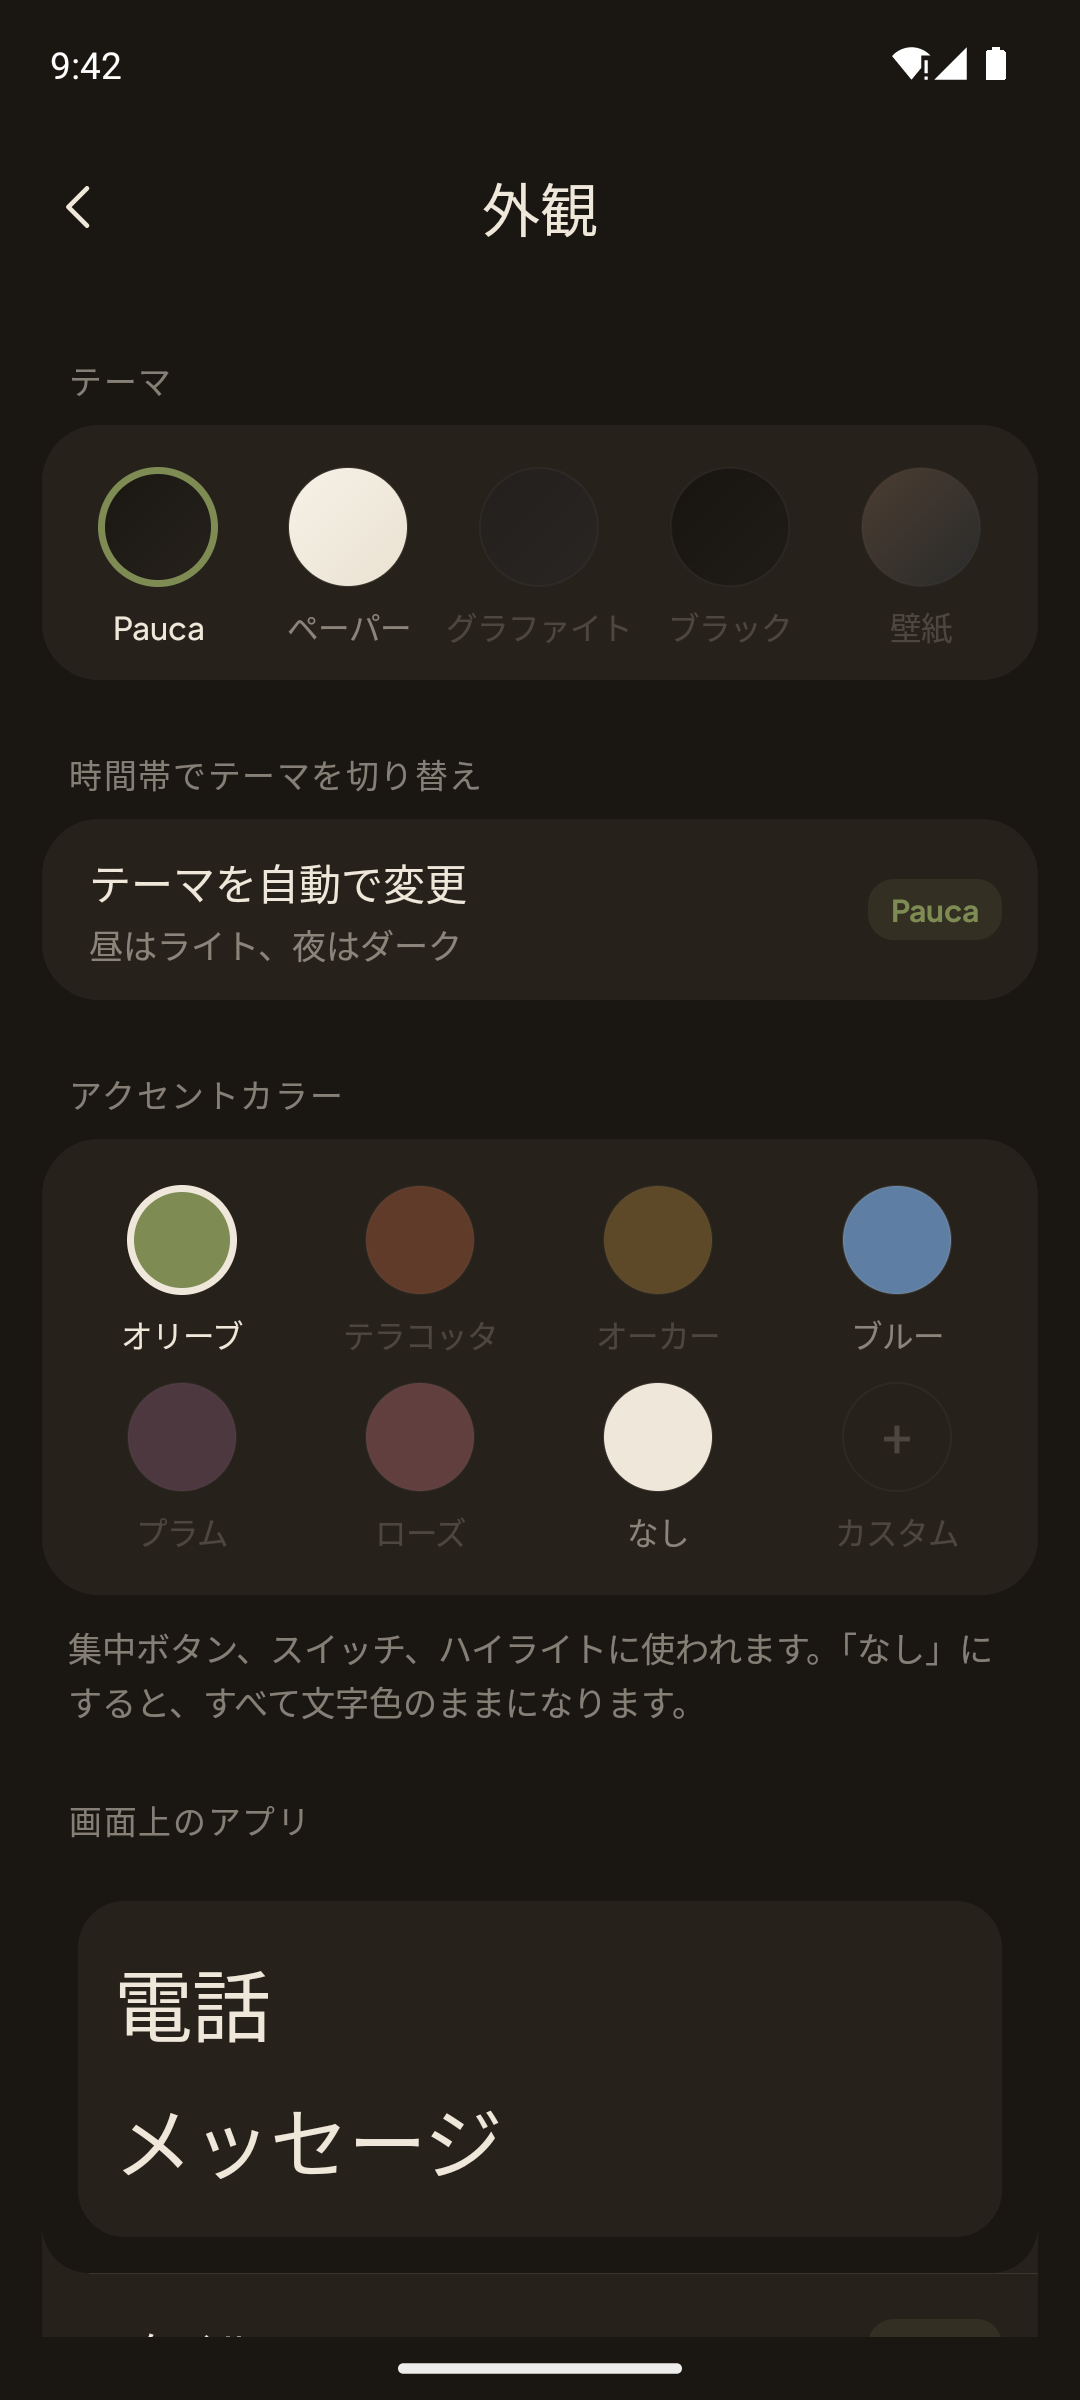 9:42
外観
テーマ
Pauca
ペーパー
グラファイト
ブラック
壁紙
時間帯でテーマを切り替え
テーマを自動で変更
昼はライト、夜はダーク
Pauca
アクセントカラー
オリーブ
テラコッタ
オーカー
ブルー
プラム
ローズ
なし
+
カスタム
集中ボタン、スイッチ、ハイライトに使われます。「なし」に
すると、すべて文字色のままになります。
画面上のアプリ
電話
メッセージ